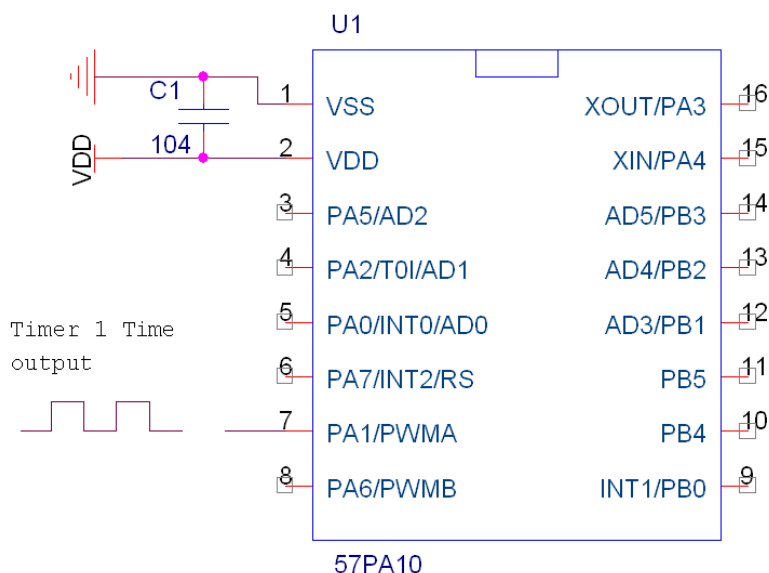 U1
C1
104
VDD
1 VSS XOUT/PA3 16
2 VDD XIN/PA4 15
3 PA5/AD2 AD5/PB3 14
4 PA2/T0I/AD1 AD4/PB2 13
5 PA0/INT0/AD0 AD3/PB1 12
Timer 1 Time
output
6 PA7/INT2/RS PB5 11
7 PA1/PWMA PB4 10
8 PA6/PWMB INT1/PB0 9
57PA10